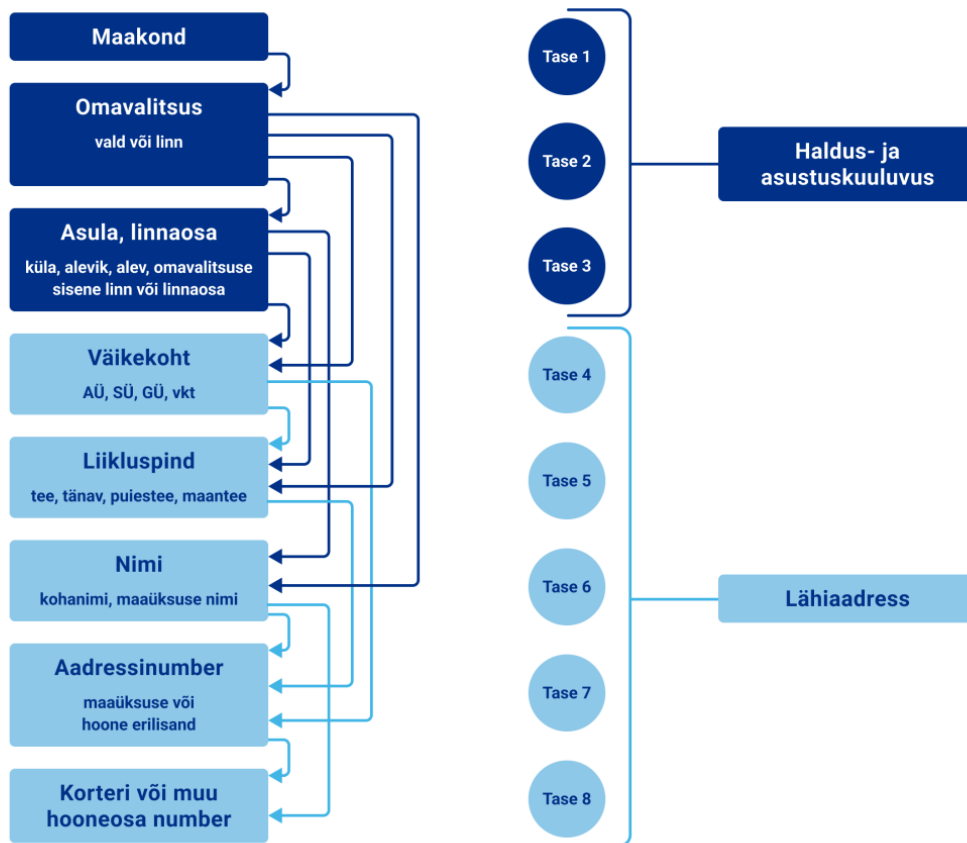 Maakond
Omavalitsus
vald või linn
Asula, linnaosa
küla, alevik, alev, omavalitsuse
sisene linn või linnaosa
Väikekoht
AÜ, SÜ, GÜ, vkt
Liikluspind
tee, tänav, puiestee, maantee
Nimi
kohanimi, maaüksuse nimi
Aadressinumber
maaüksuse või
hoone erilisand
Korteri või muu
hooneosa number
Tase 1
Tase 2
Tase 3
Tase 4
Tase 5
Tase 6
Tase 7
Tase 8
Haldus- ja
asustuskuuluvus
Lähiaadress